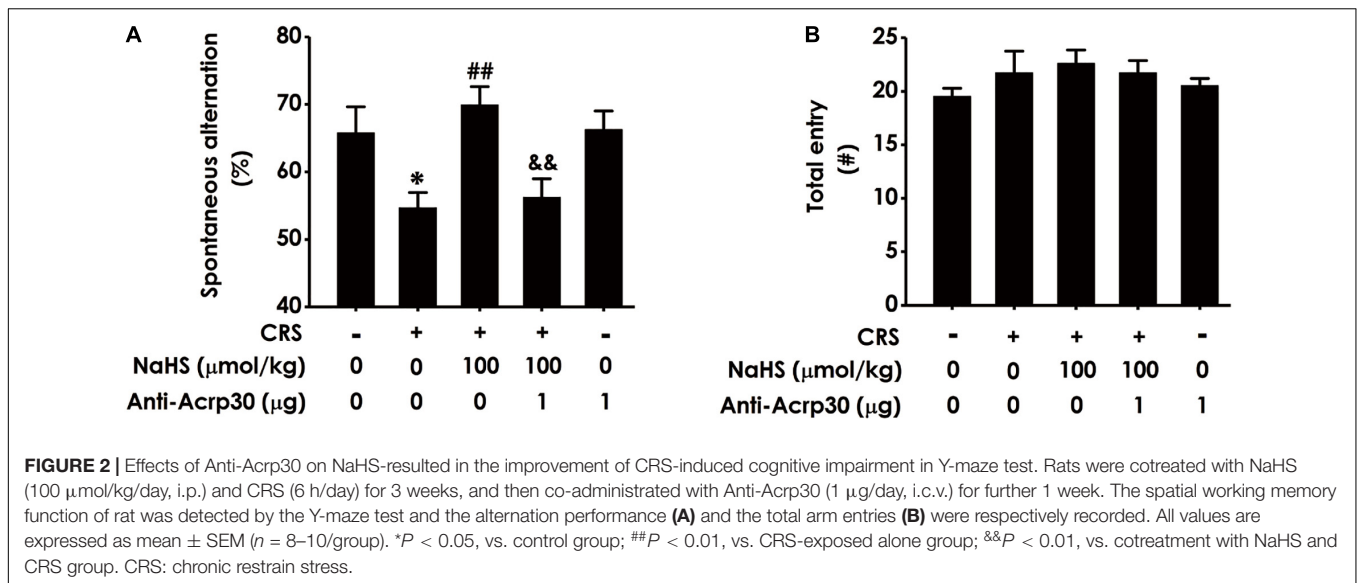 A
80
70
60
50
40
Spontaneous alternation
(%)
*
##
&&
CRS - + + + -
NaHS (μmol/kg) 0 0 100 100 0
Anti-Acrp30 (μg) 0 0 0 1 1
B
25
20
15
10
5
0
Total entry
(#)
CRS - + + + -
NaHS (μmol/kg) 0 0 100 100 0
Anti-Acrp30 (μg) 0 0 0 1 1
FIGURE 2 | Effects of Anti-Acrp30 on NaHS-resulted in the improvement of CRS-induced cognitive impairment in Y-maze test. Rats were cotreated with NaHS
(100 μmol/kg/day, i.p.) and CRS (6 h/day) for 3 weeks, and then co-administrated with Anti-Acrp30 (1 μg/day, i.c.v.) for further 1 week. The spatial working memory
function of rat was detected by the Y-maze test and the alternation performance (A) and the total arm entries (B) were respectively recorded. All values are
expressed as mean ± SEM (n = 8–10/group). *P < 0.05, vs. control group; ##P < 0.01, vs. CRS-exposed alone group; &&P < 0.01, vs. cotreatment with NaHS and
CRS group. CRS: chronic restrain stress.